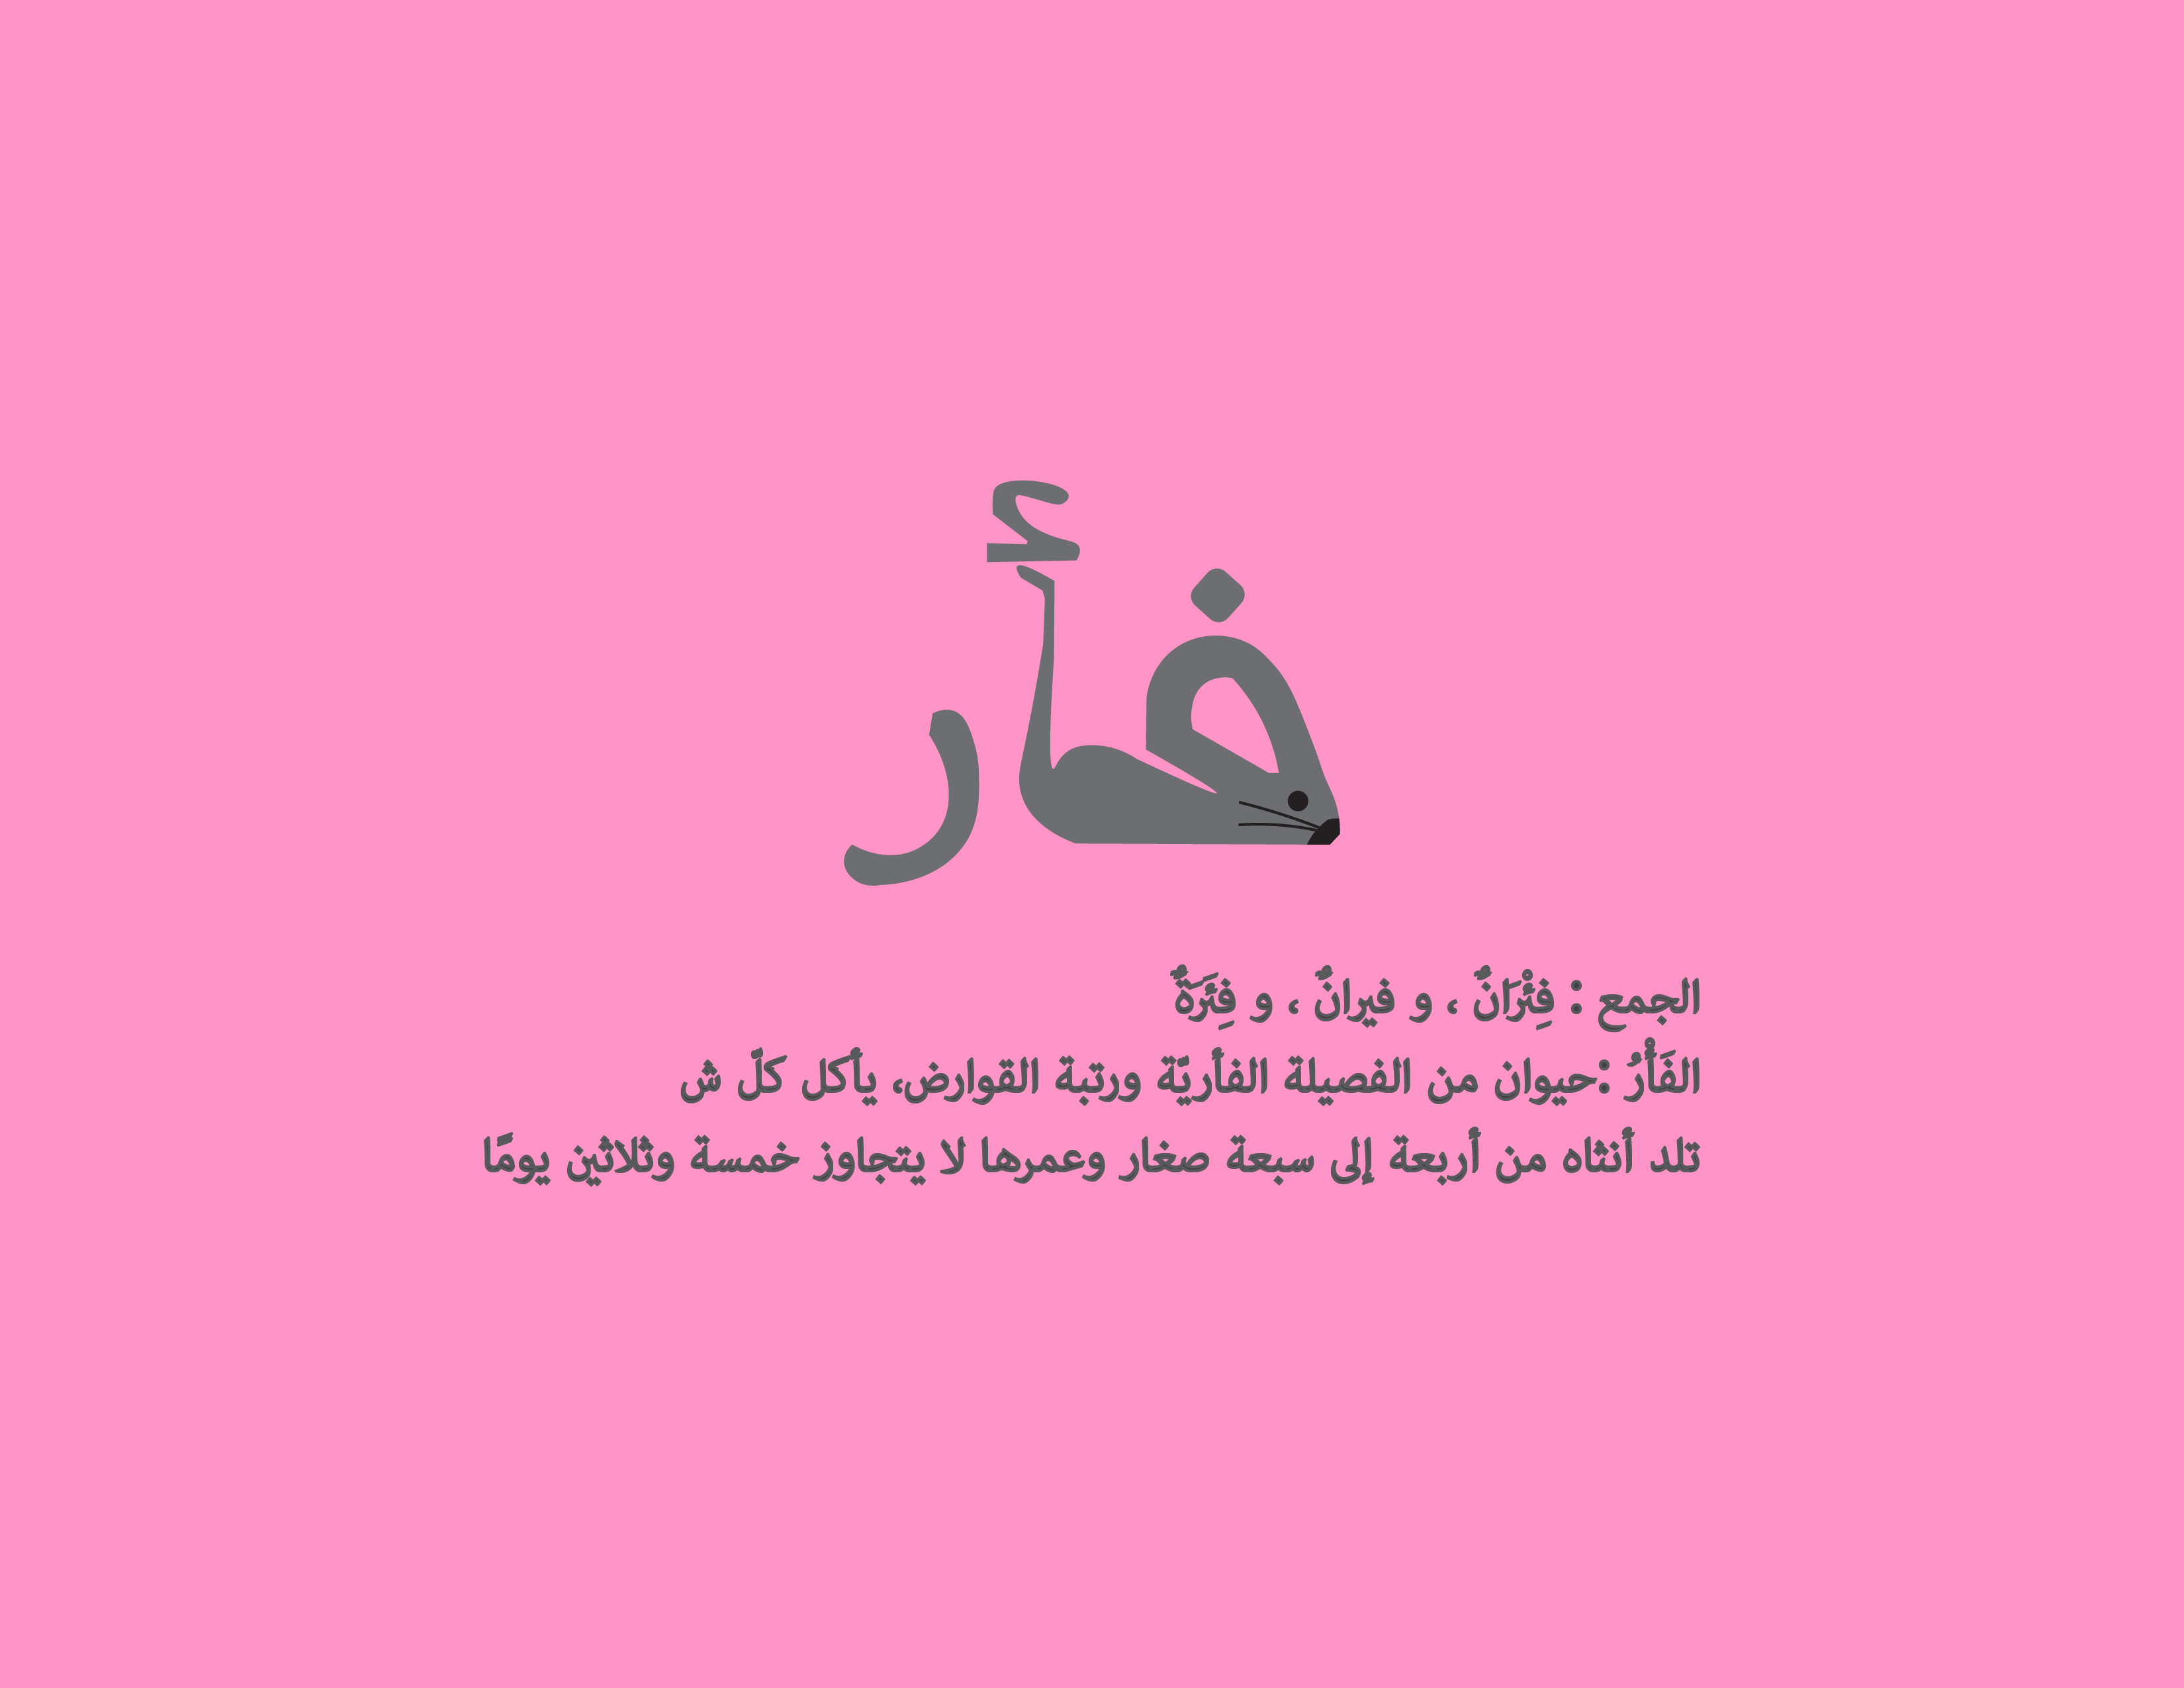 فأر
الجمع : فِئْرَانٌ ، و فيرانٌ ، و فِئَرَةٌ
الفَأْرُ :حيوان من الفصيلة الفأريّة ورتبة القوارض، يأكل كلّ ش
تلد أنثاه من أربعة إلى سبعة صغار وعمرها لا يتجاوز خمسة وثلاثين يومًا